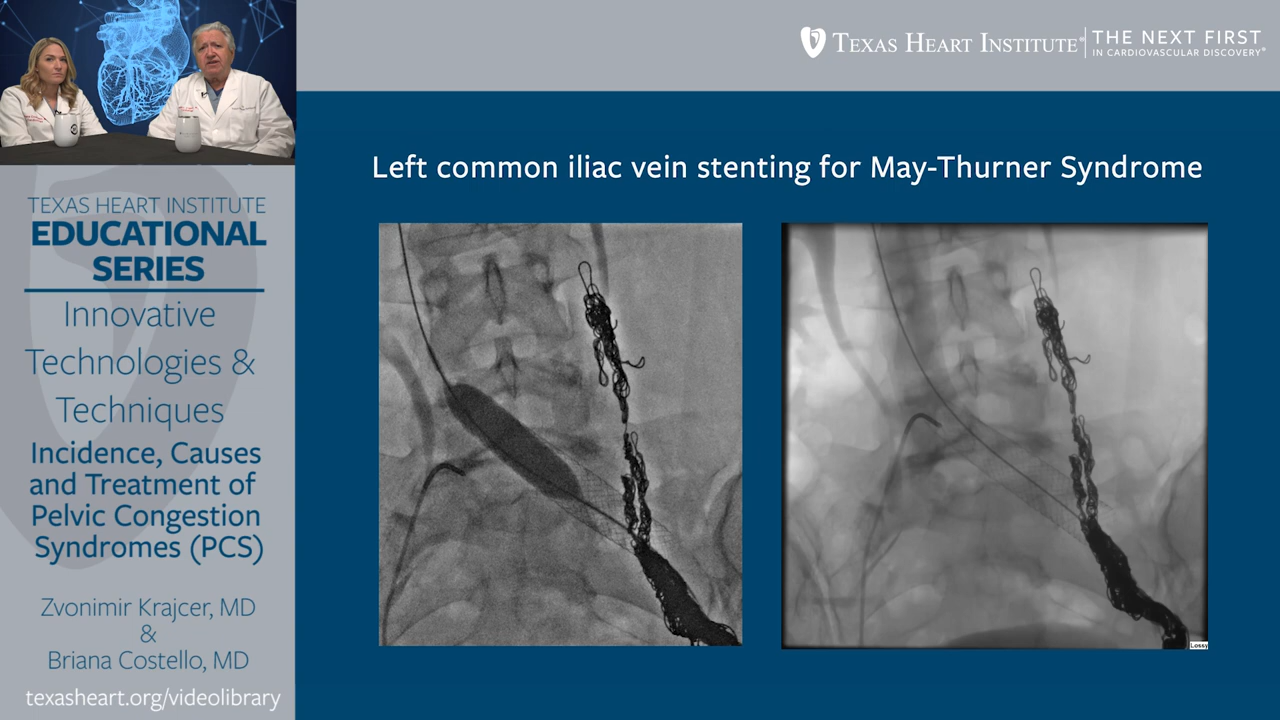 TEXAS HEART INSTITUTE®
THE NEXT FIRST
IN CARDIOVASCULAR DISCOVERY®
TEXAS HEART INSTITUTE
EDUCATIONAL
SERIES
Innovative
Technologies &
Techniques
Incidence, Causes
and Treatment of
Pelvic Congestion
Syndromes (PCS)
Zvonimir Krajcer, MD
&
Briana Costello, MD
texasheart.org/videolibrary
Left common iliac vein stenting for May-Thurner Syndrome
Lossy